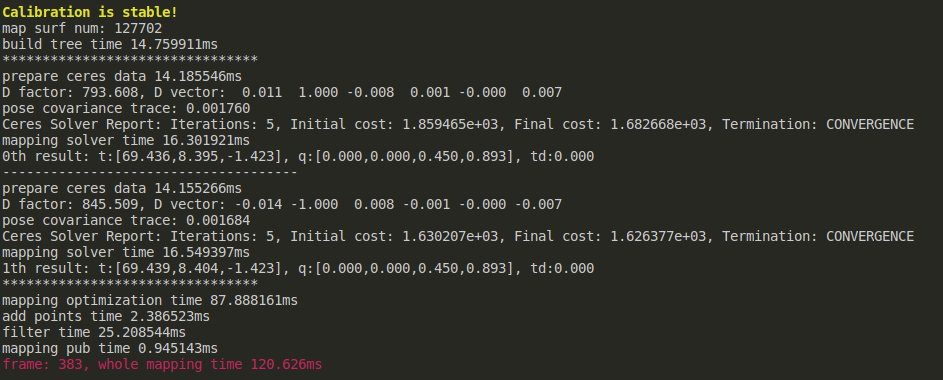 Calibration is stable!
map surf num: 127702
build tree time 14.759911ms
********************************
prepare ceres data 14.185546ms
D factor: 793.608, D vector:  0.011  1.000 -0.008  0.001 -0.000  0.007
pose covariance trace: 0.001760
Ceres Solver Report: Iterations: 5, Initial cost: 1.859465e+03, Final cost: 1.682668e+03, Termination: CONVERGENCE
mapping solver time 16.301921ms
0th result: t:[69.436,8.395,-1.423], q:[0.000,0.000,0.450,0.893], td:0.000
-------------------------------------
prepare ceres data 14.155266ms
D factor: 845.509, D vector: -0.014 -1.000  0.008 -0.001 -0.000 -0.007
pose covariance trace: 0.001684
Ceres Solver Report: Iterations: 5, Initial cost: 1.630207e+03, Final cost: 1.626377e+03, Termination: CONVERGENCE
mapping solver time 16.549397ms
1th result: t:[69.439,8.404,-1.423], q:[0.000,0.000,0.450,0.893], td:0.000
********************************
mapping optimization time 87.888161ms
add points time 2.386523ms
filter time 25.208544ms
mapping pub time 0.945143ms
frame: 383, whole mapping time 120.626ms